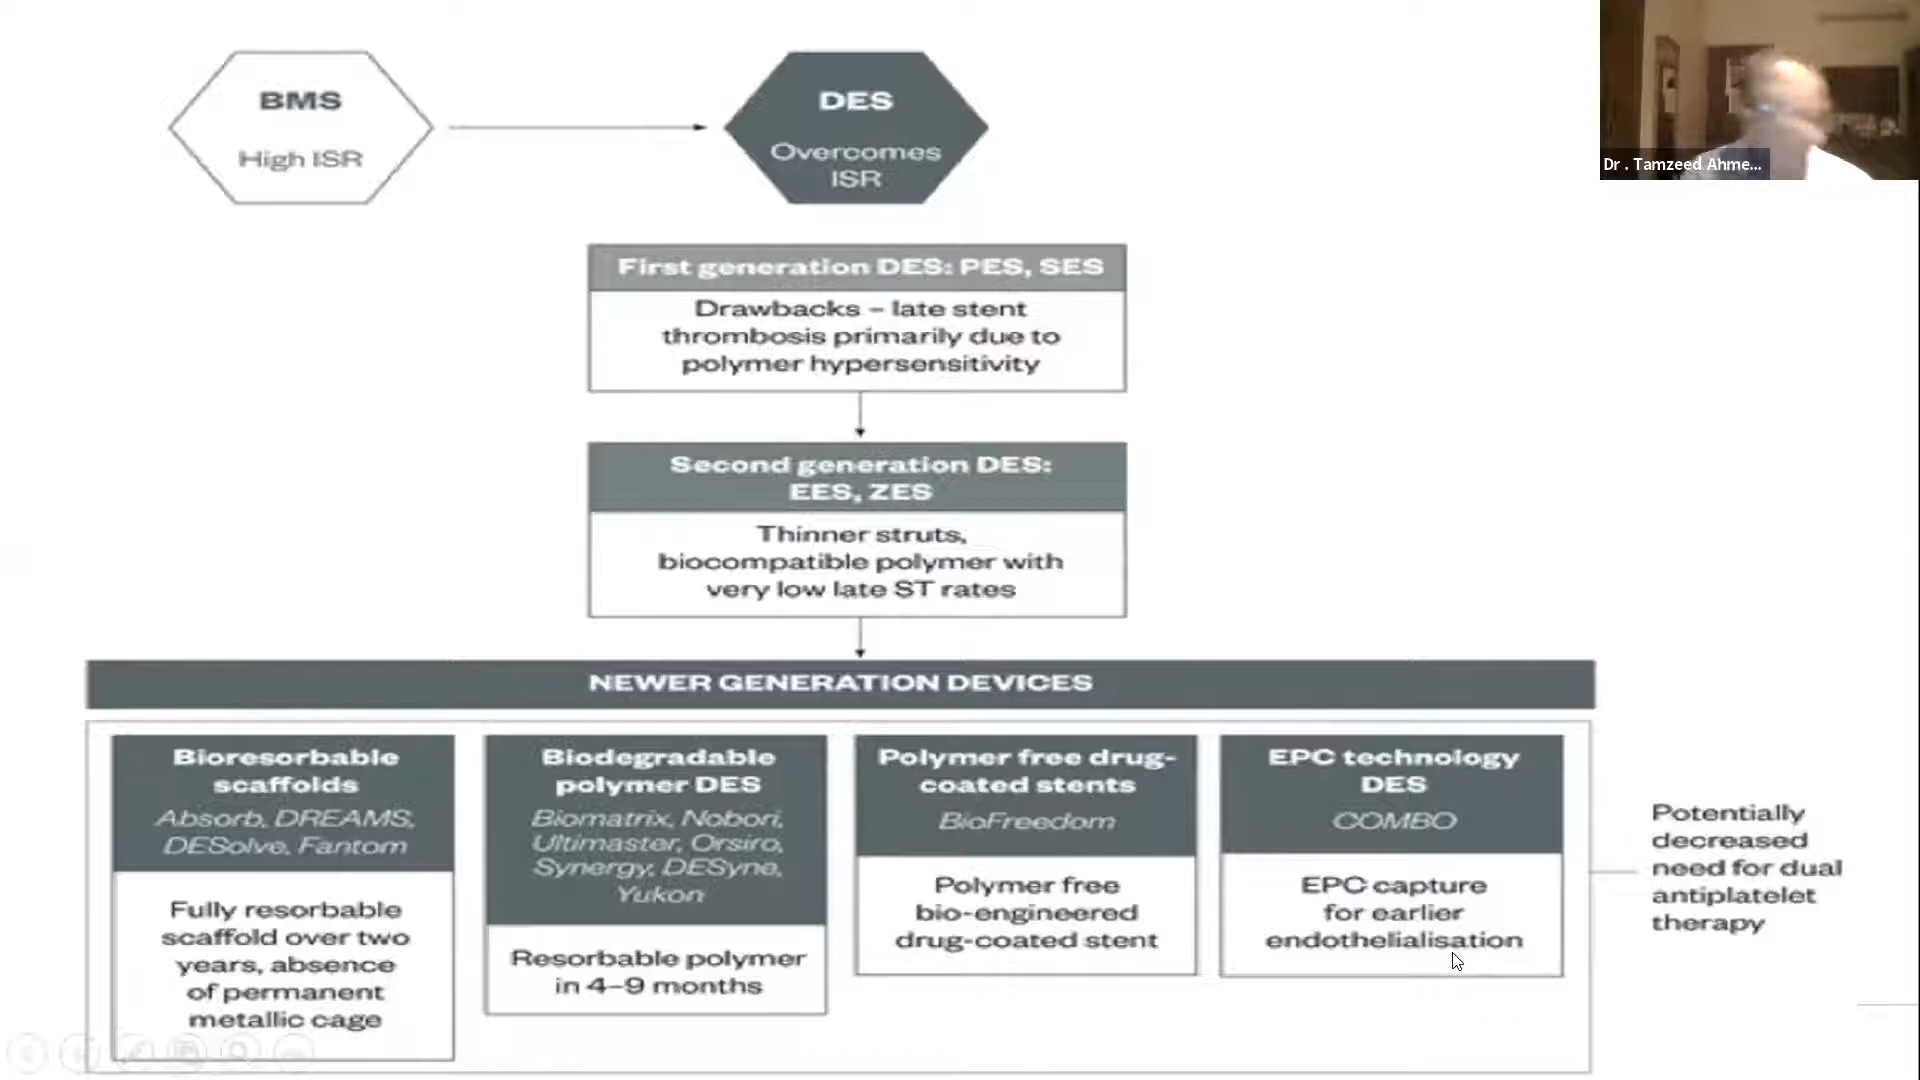 BMS
High ISR
DES
Overcomes
ISR
Dr . Tamzeed Ahme...
First generation DES: PES, SES
Drawbacks – late stent
thrombosis primarily due to
polymer hypersensitivity
Second generation DES:
EES, ZES
Thinner struts,
biocompatible polymer with
very low late ST rates
NEWER GENERATION DEVICES
Bioresorbable
scaffolds
Absorb, DREAMS,
DESolve, Fantom
Fully resorbable
scaffold over two
years, absence
of permanent
metallic cage
Biodegradable
polymer DES
Biomatrix, Nobori,
Ultimaster, Orsiro,
Synergy, DESyne,
Yukon
Resorbable polymer
in 4–9 months
Polymer free drug-
coated stents
BioFreedom
Polymer free
bio-engineered
drug-coated stent
EPC technology
DES
COMBO
EPC capture
for earlier
endothelialisation
Potentially
decreased
need for dual
antiplatelet
therapy